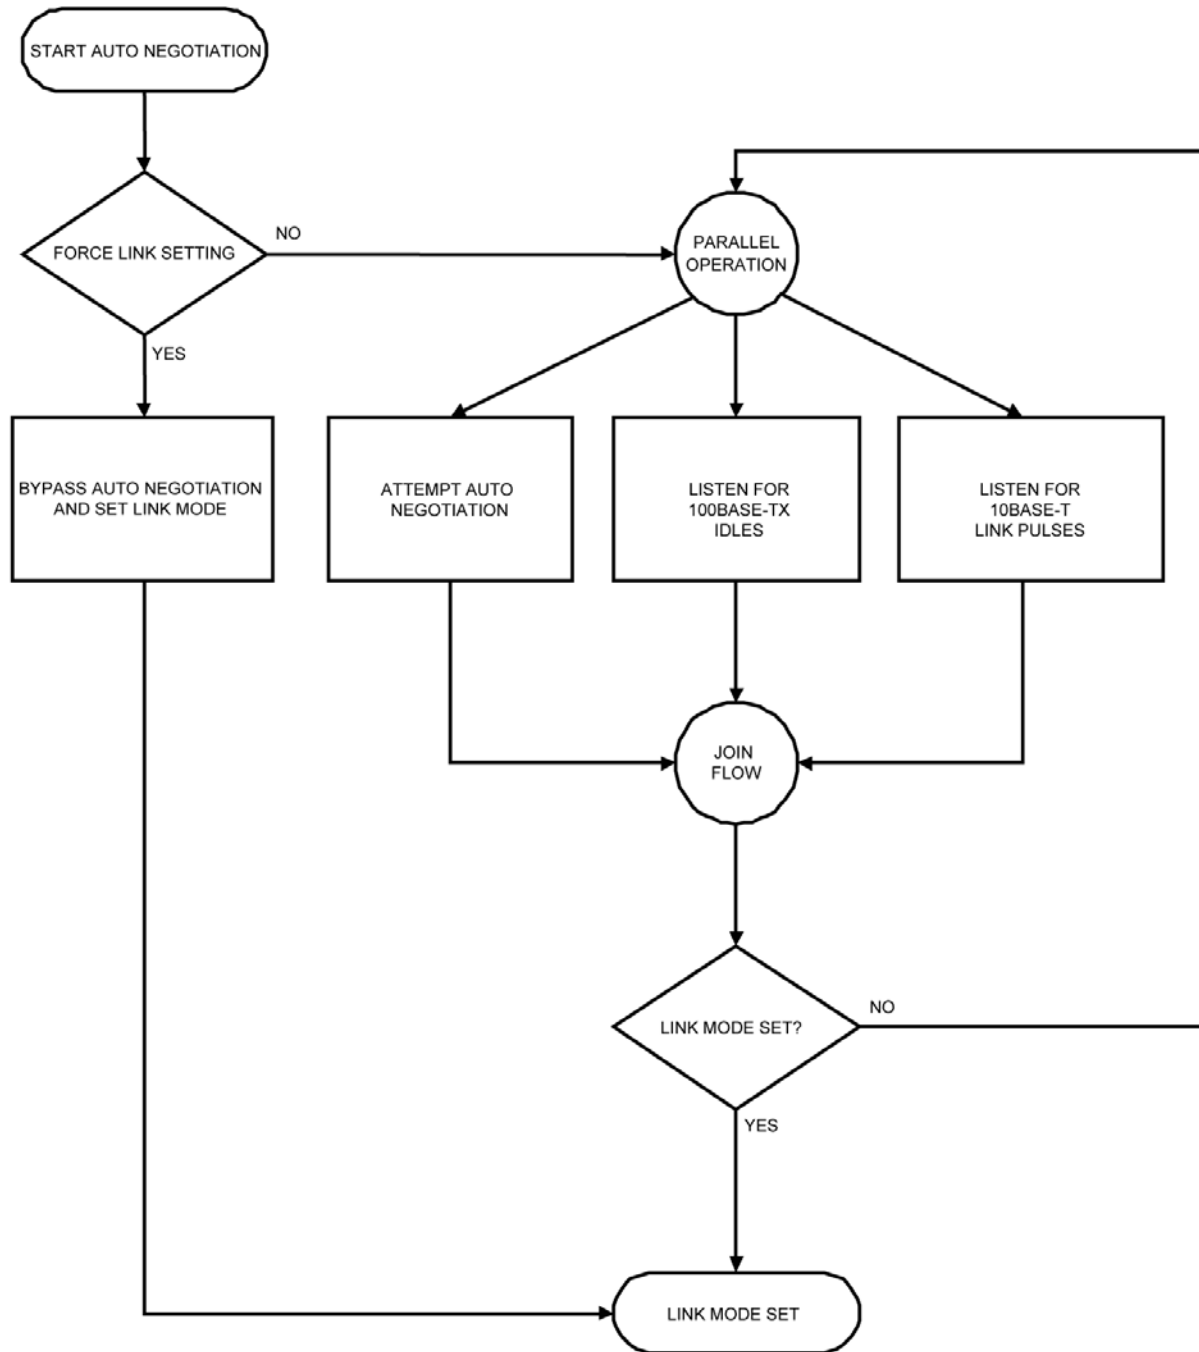 START AUTO NEGOTIATION
FORCE LINK SETTING
NO
PARALLEL
OPERATION
YES
BYPASS AUTO NEGOTIATION
AND SET LINK MODE
ATTEMPT AUTO
NEGOTIATION
LISTEN FOR
100BASE-TX
IDLES
LISTEN FOR
10BASE-T
LINK PULSES
JOIN
FLOW
LINK MODE SET?
NO
YES
LINK MODE SET